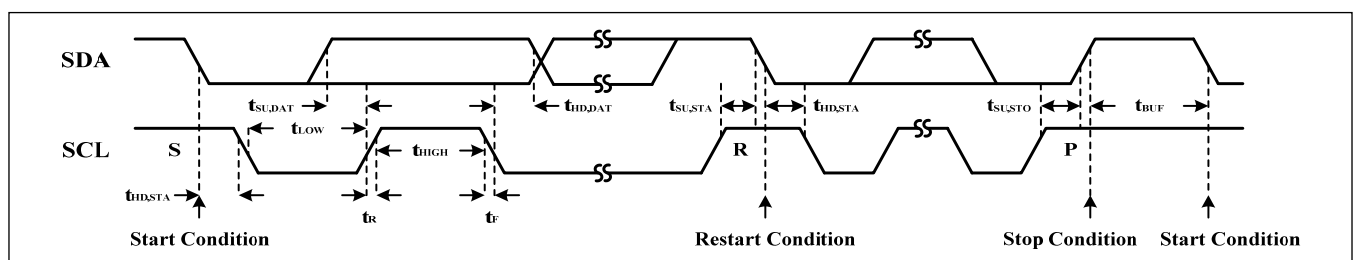 SDA
tSU,DAT
tHD,DAT
tSU,STA
tHD,STA
tSU,STO
tBUF
tLOW
SCL
S
tHIGH
R
P
tHD,STA
tR
tF
Start Condition
Restart Condition
Stop Condition
Start Condition